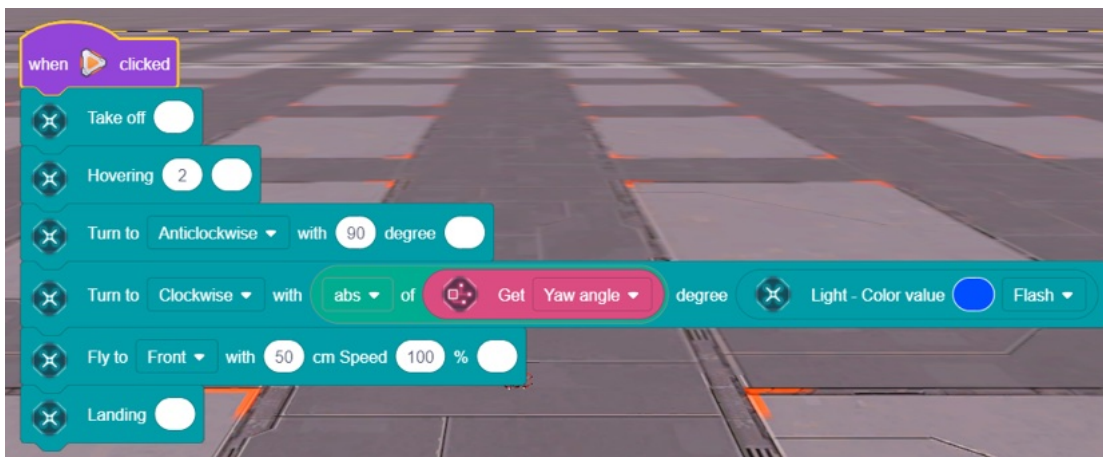 when clicked
Take off
Hovering 2
Turn to Anticlockwise with 90 degree
Turn to Clockwise with abs of Get Yaw angle degree Light - Color value Flash
Fly to Front with 50 cm Speed 100 %
Landing